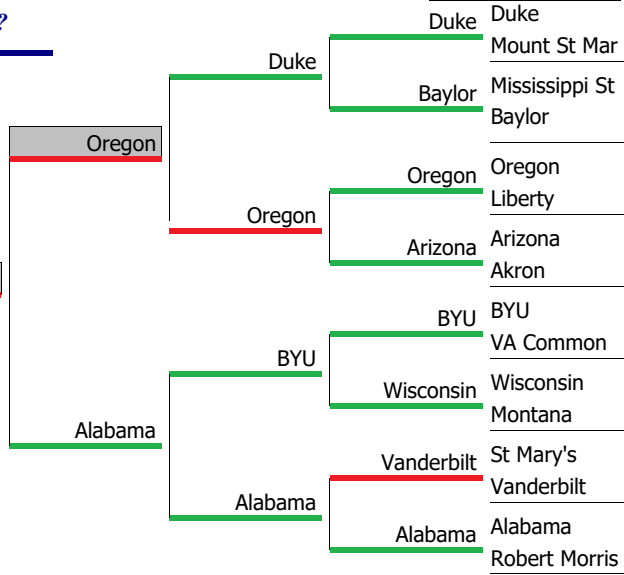 ?
Duke
Duke
Mount St Mar
Duke
Baylor
Mississippi St
Baylor
Oregon
Oregon
Oregon
Liberty
Oregon
Arizona
Arizona
Akron
BYU
BYU
VA Common
BYU
Wisconsin
Wisconsin
Montana
Alabama
Vanderbilt
St Mary's
Vanderbilt
Alabama
Alabama
Alabama
Robert Morris